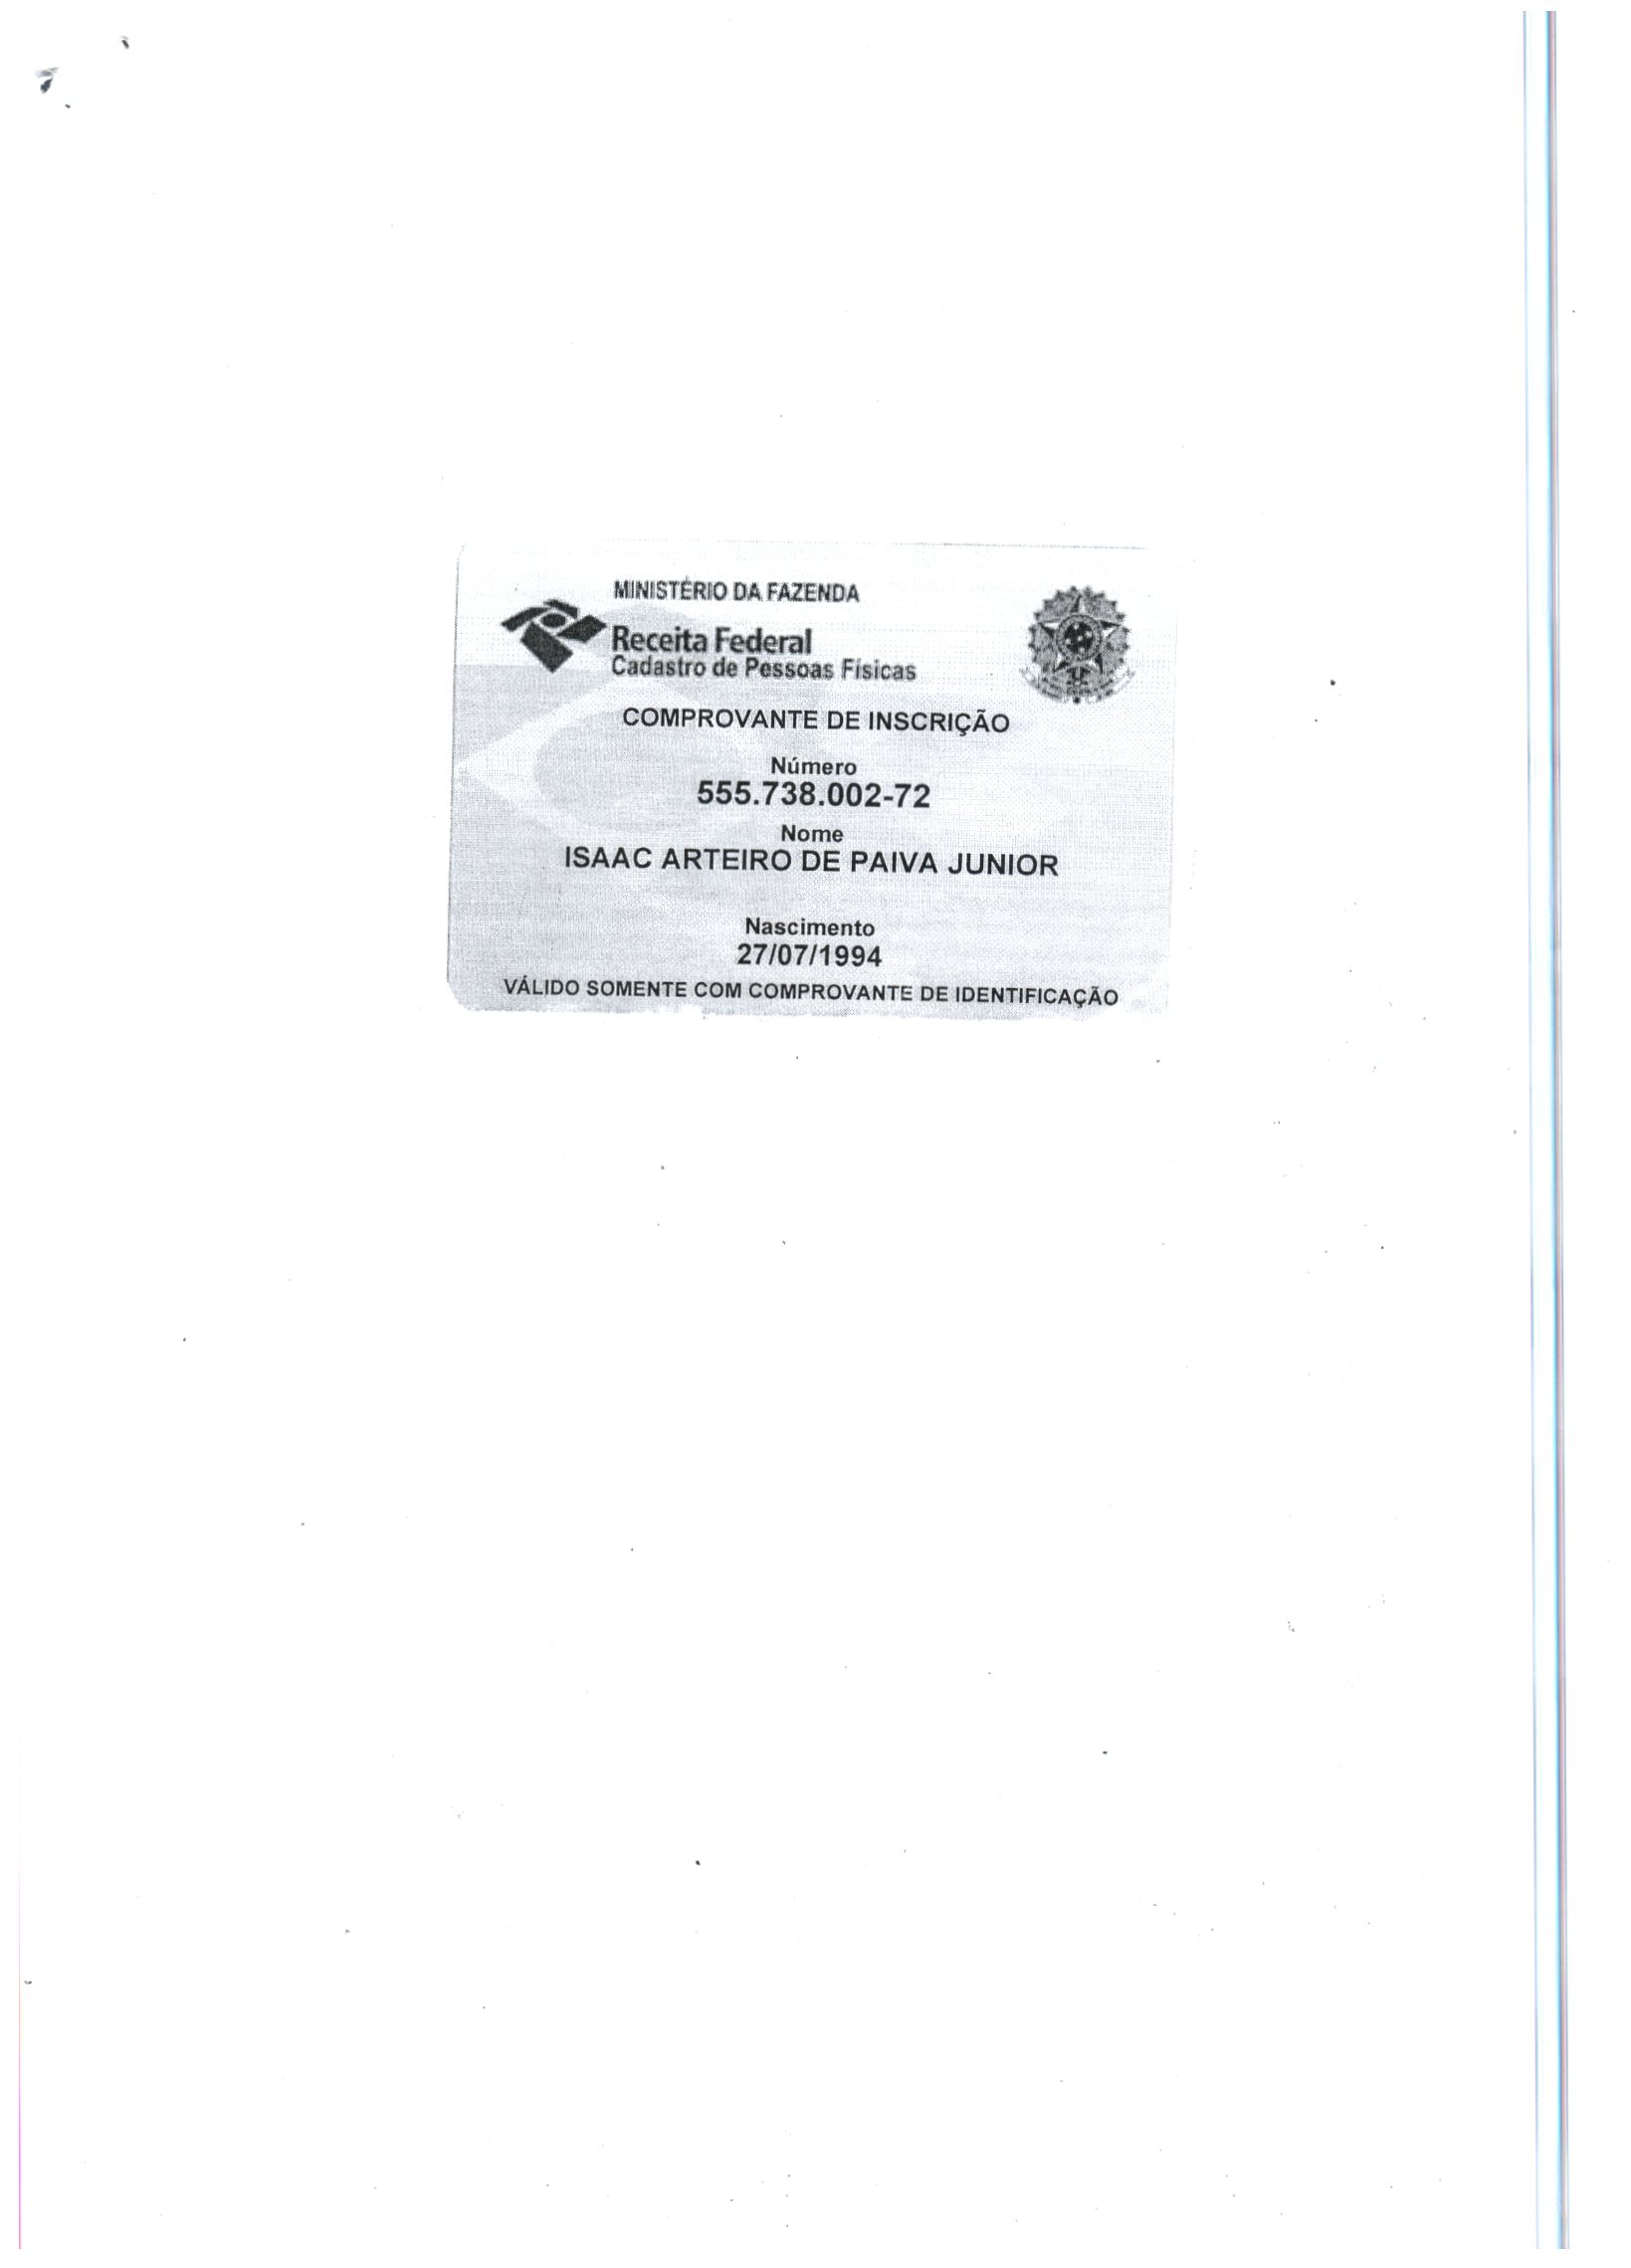 MINISTÉRIO DA FAZENDA
Receita Federal
Cadastro de Pessoas Físicas
COMPROVANTE DE INSCRIÇÃO
Número
555.738.002-72
Nome
ISAAC ARTEIRO DE PAIVA JUNIOR
Nascimento
27/07/1994
VÁLIDO SOMENTE COM COMPROVANTE DE IDENTIFICAÇÃO